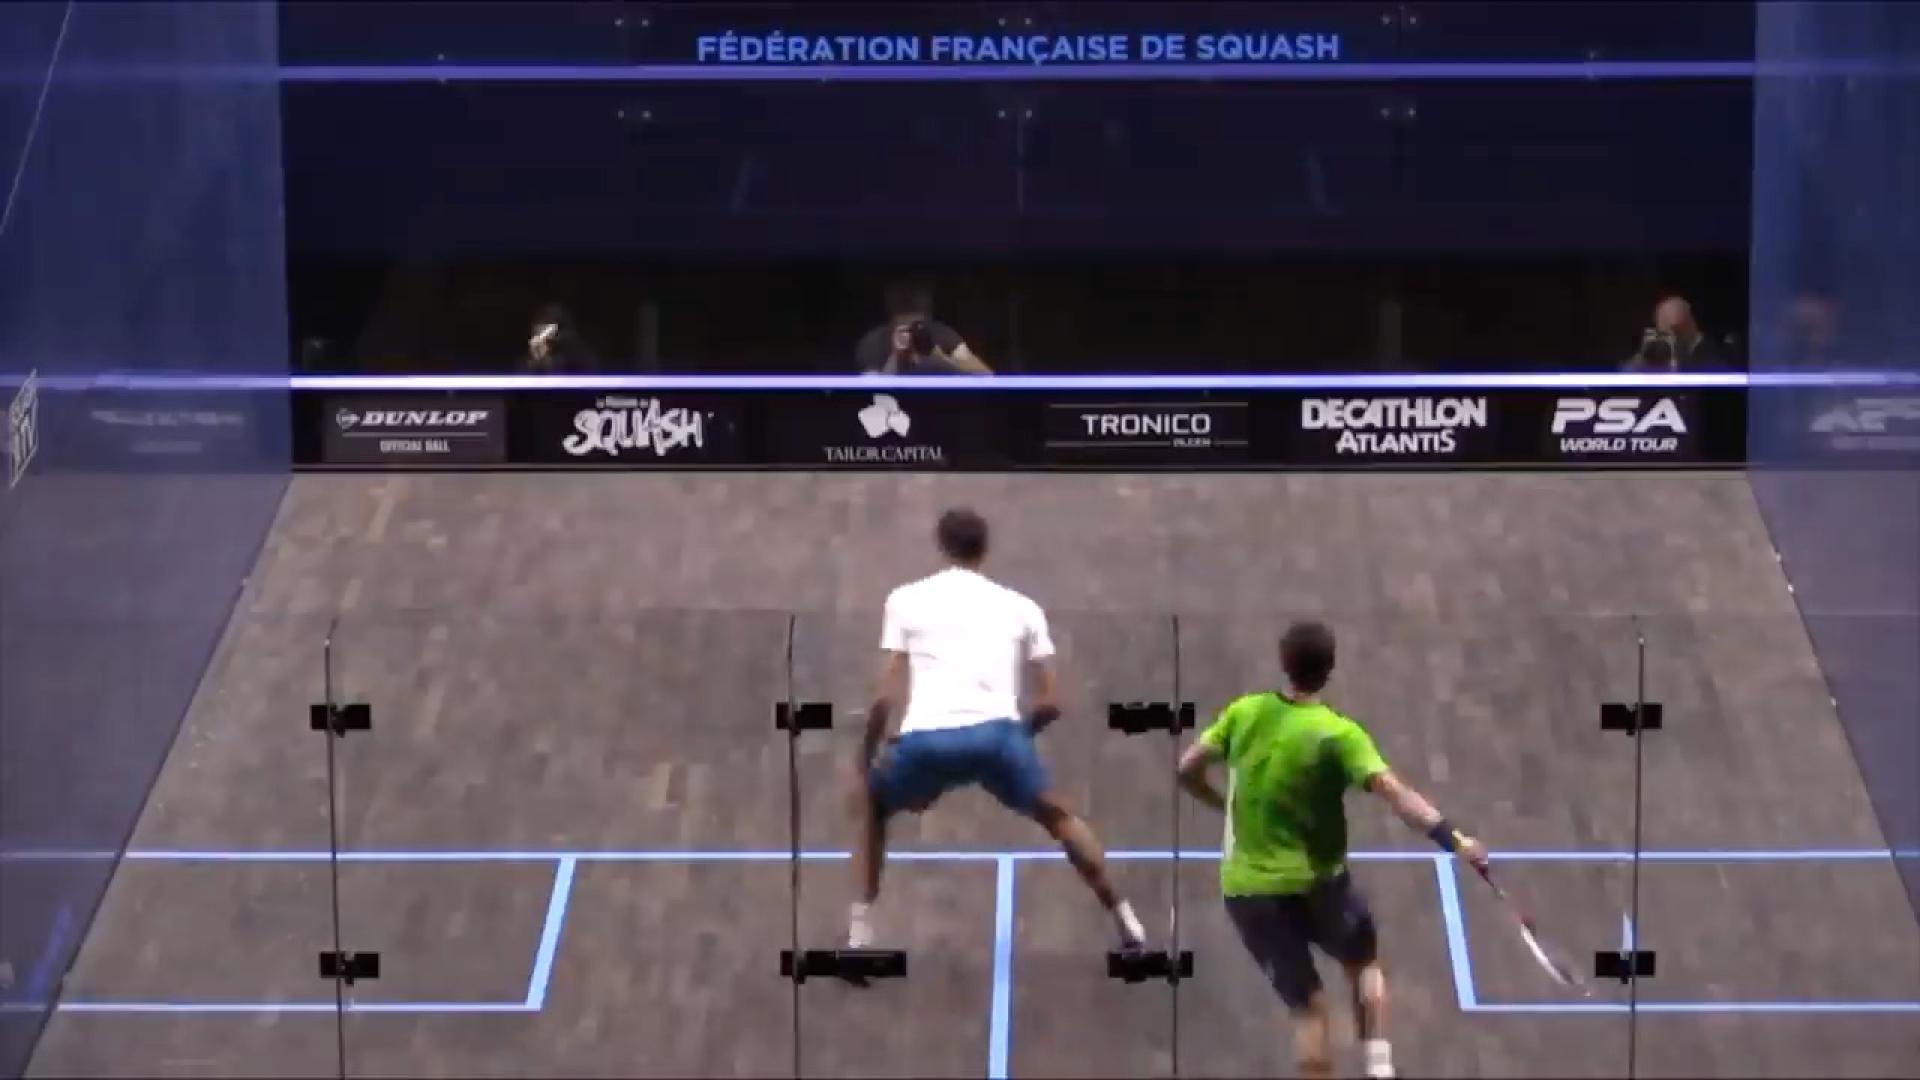 FÉDÉRATION FRANÇAISE DE SQUASH
DUNLOP
OFFICIAL BALL
SQUASH
TAILOR CAPITAL
TRONICO
DECATHLON
ATLANTIS
PSA
WORLD TOUR